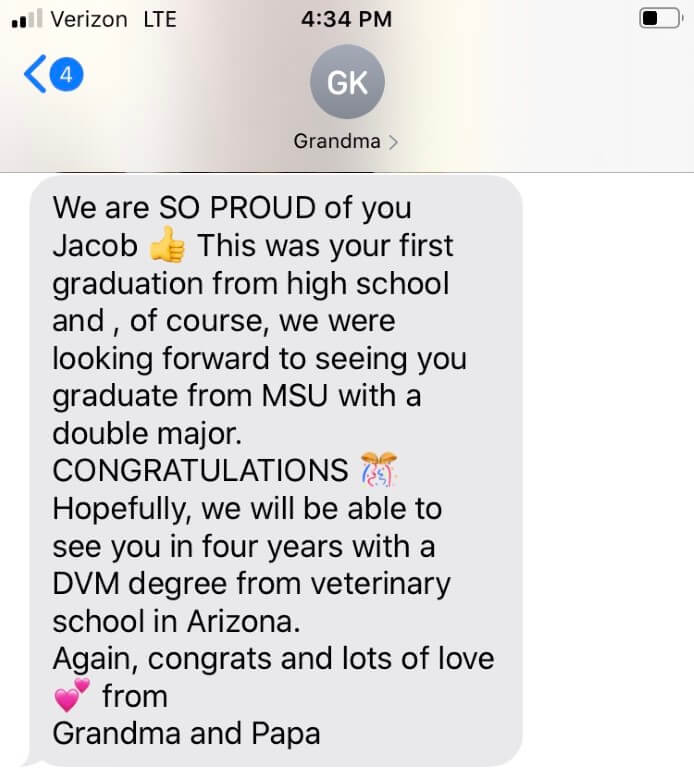 Verizon LTE 4:34 PM
4 GK
Grandma >
We are SO PROUD of you
Jacob 👍 This was your first
graduation from high school
and , of course, we were
looking forward to seeing you
graduate from MSU with a
double major.
CONGRATULATIONS 🎊
Hopefully, we will be able to
see you in four years with a
DVM degree from veterinary
school in Arizona.
Again, congrats and lots of love
💕 from
Grandma and Papa